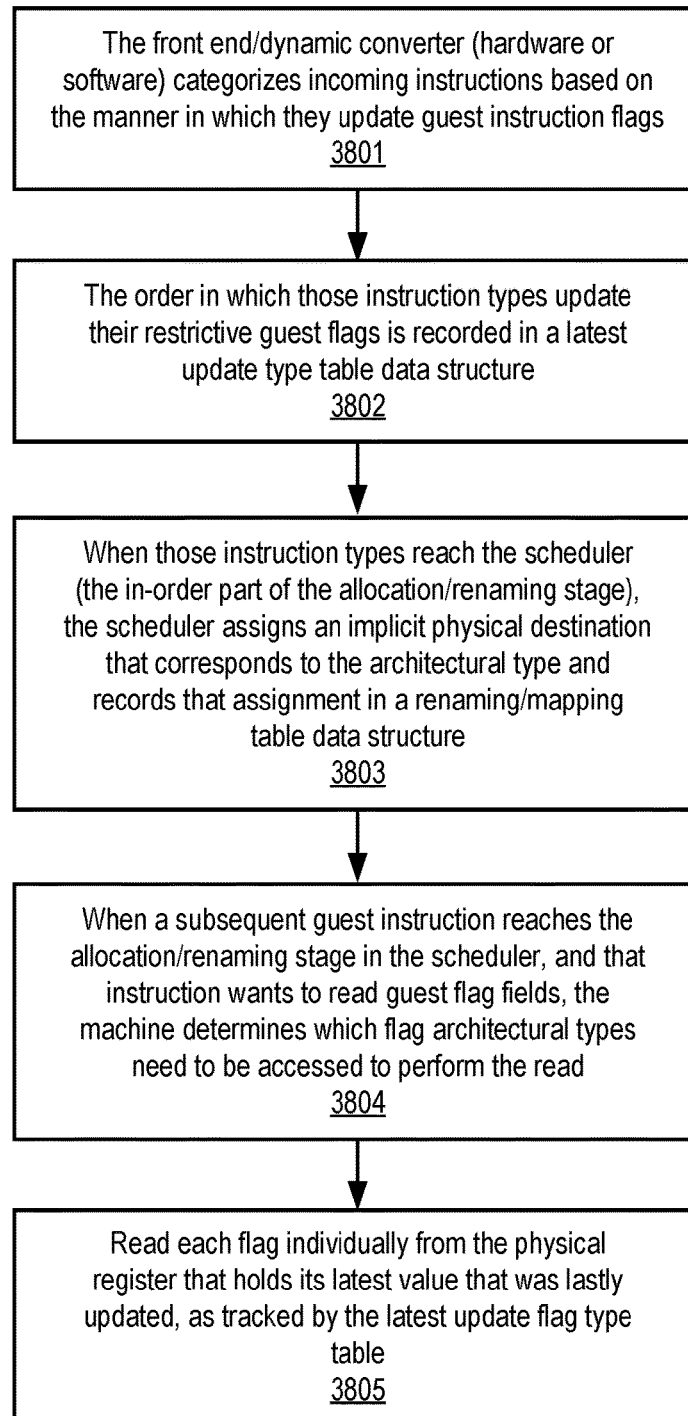 The front end/dynamic converter (hardware or
software) categorizes incoming instructions based on
the manner in which they update guest instruction flags
3801
The order in which those instruction types update
their restrictive guest flags is recorded in a latest
update type table data structure
3802
When those instruction types reach the scheduler
(the in-order part of the allocation/renaming stage),
the scheduler assigns an implicit physical destination
that corresponds to the architectural type and
records that assignment in a renaming/mapping
table data structure
3803
When a subsequent guest instruction reaches the
allocation/renaming stage in the scheduler, and that
instruction wants to read guest flag fields, the
machine determines which flag architectural types
need to be accessed to perform the read
3804
Read each flag individually from the physical
register that holds its latest value that was lastly
updated, as tracked by the latest update flag type
table
3805